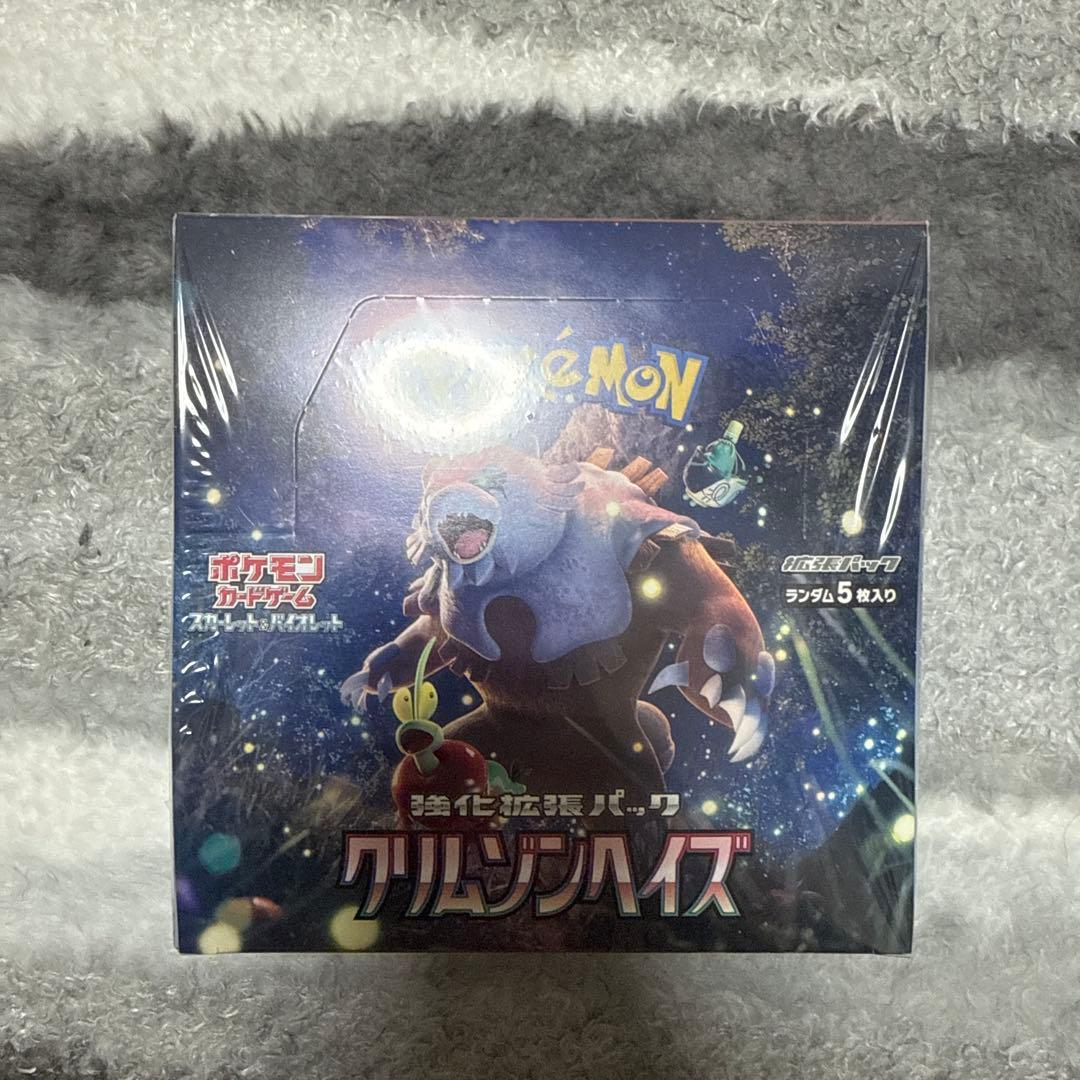 éMON
ポケモン
カードゲーム
スカーレット&バイオレット
拡張パック
ランダム5枚入り
強化拡張パック
クリムゾンヘイズ